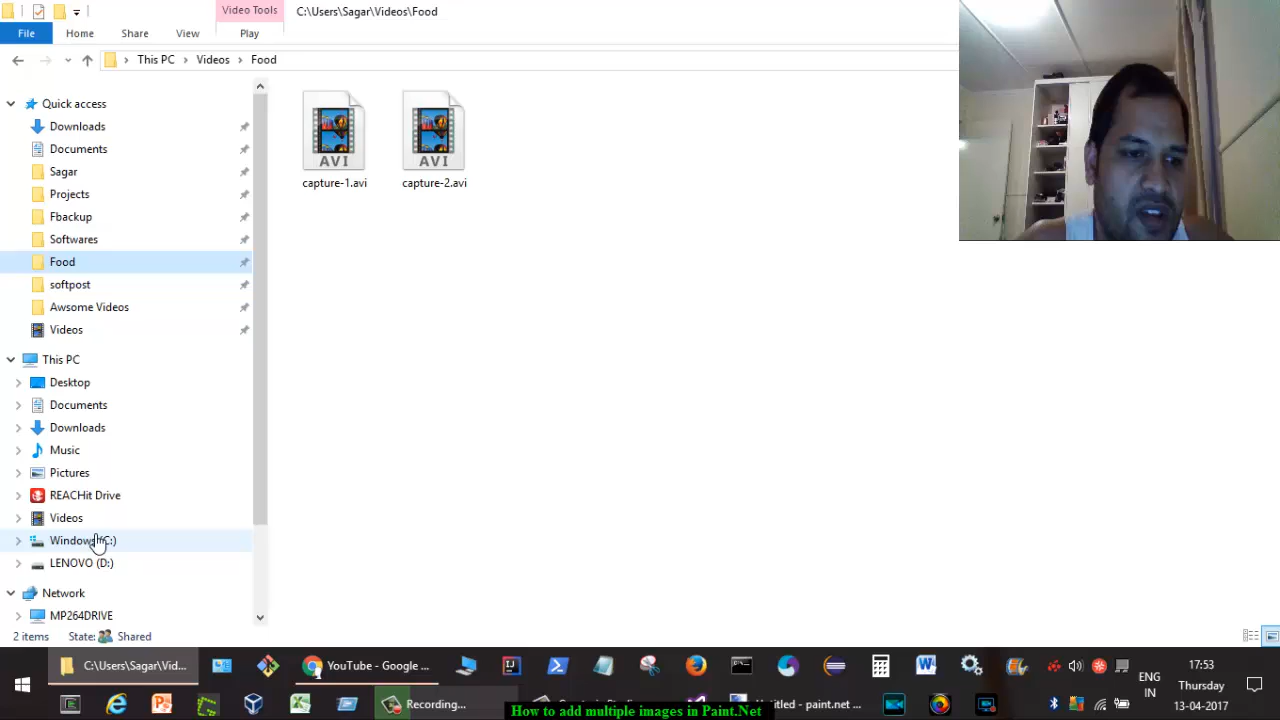 Video Tools
C:\Users\Sagar\Videos\Food
File
Home
Share
View
Play
This PC
Videos
Food
Quick access
Downloads
Documents
Sagar
Projects
Fbackup
Softwares
Food
softpost
Awsome Videos
Videos
This PC
Desktop
Documents
Downloads
Music
Pictures
REACHit Drive
Videos
LENOVO (D:)
Network
MP264DRIVE
AVI
AVI
capture-1.avi
capture-2.avi
2 items
State:
Shared
C:\Users\Sagar\Vid...
YouTube - Google ...
ENG
IN
17:53
Thursday
13-04-2017
Recording...
Untitled - paint.net ...
How to add multiple images in Paint.Net